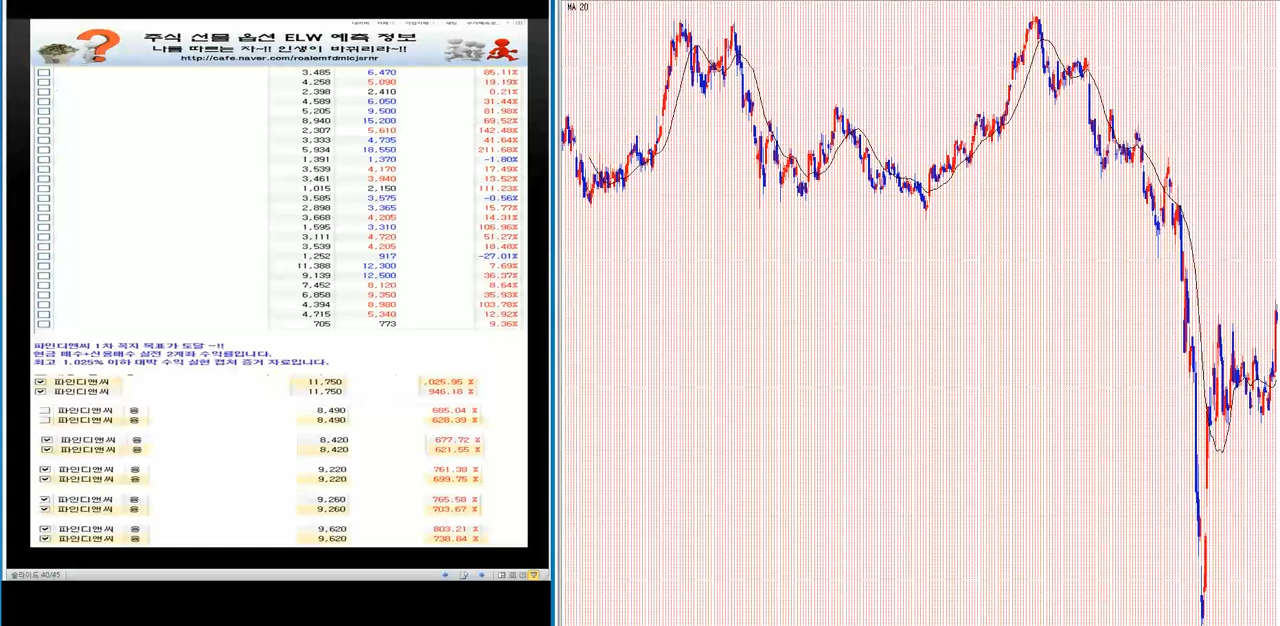 MA 20
주식 선물 옵션 ELW 예측 정보
나를 따르는 자~!! 인생이 바뀌리라~!!
http://cafe.naver.com/roalemfdmicjsrnr
3,485 6,470 85.11%
4,258 5,090 19.19%
2,398 2,410 0.21%
4,589 6,050 31.44%
5,205 9,500 81.98%
8,940 15,200 69.52%
2,307 5,610 142.48%
3,333 4,735 41.64%
5,934 18,550 211.68%
1,391 1,370 -1.80%
3,539 4,170 17.49%
3,461 3,940 13.52%
1,015 2,150 111.23%
3,585 3,575 -0.56%
2,898 3,365 15.77%
3,668 4,205 14.31%
1,595 3,310 106.96%
3,111 4,720 51.27%
3,539 4,205 18.48%
1,252 917 -27.01%
11,388 12,300 7.69%
9,139 12,500 36.37%
7,452 8,120 8.64%
6,858 9,350 35.93%
4,394 8,980 103.78%
4,715 5,340 12.92%
705 773 9.36%
파인디앤씨 1차 꼭지 목표가 도달 ~!!
현금 매수+신용매수 실전 2계좌 수익률입니다.
최고 1.025% 이하 대박 수익 실현 캡쳐 증거 자료입니다.
파인디앤씨 11,750 ,025.95 %
파인디앤씨 11,750 946.18 %
파인디앤씨 융 8,490 685.04 %
파인디앤씨 융 8,490 628.39 %
파인디앤씨 융 8,420 677.72 %
파인디앤씨 융 8,420 621.55 %
파인디앤씨 융 9,220 761.38 %
파인디앤씨 융 9,220 699.75 %
파인디앤씨 융 9,260 765.58 %
파인디앤씨 융 9,260 703.67 %
파인디앤씨 융 9,620 803.21 %
파인디앤씨 융 9,620 738.84 %
슬라이드 40/45